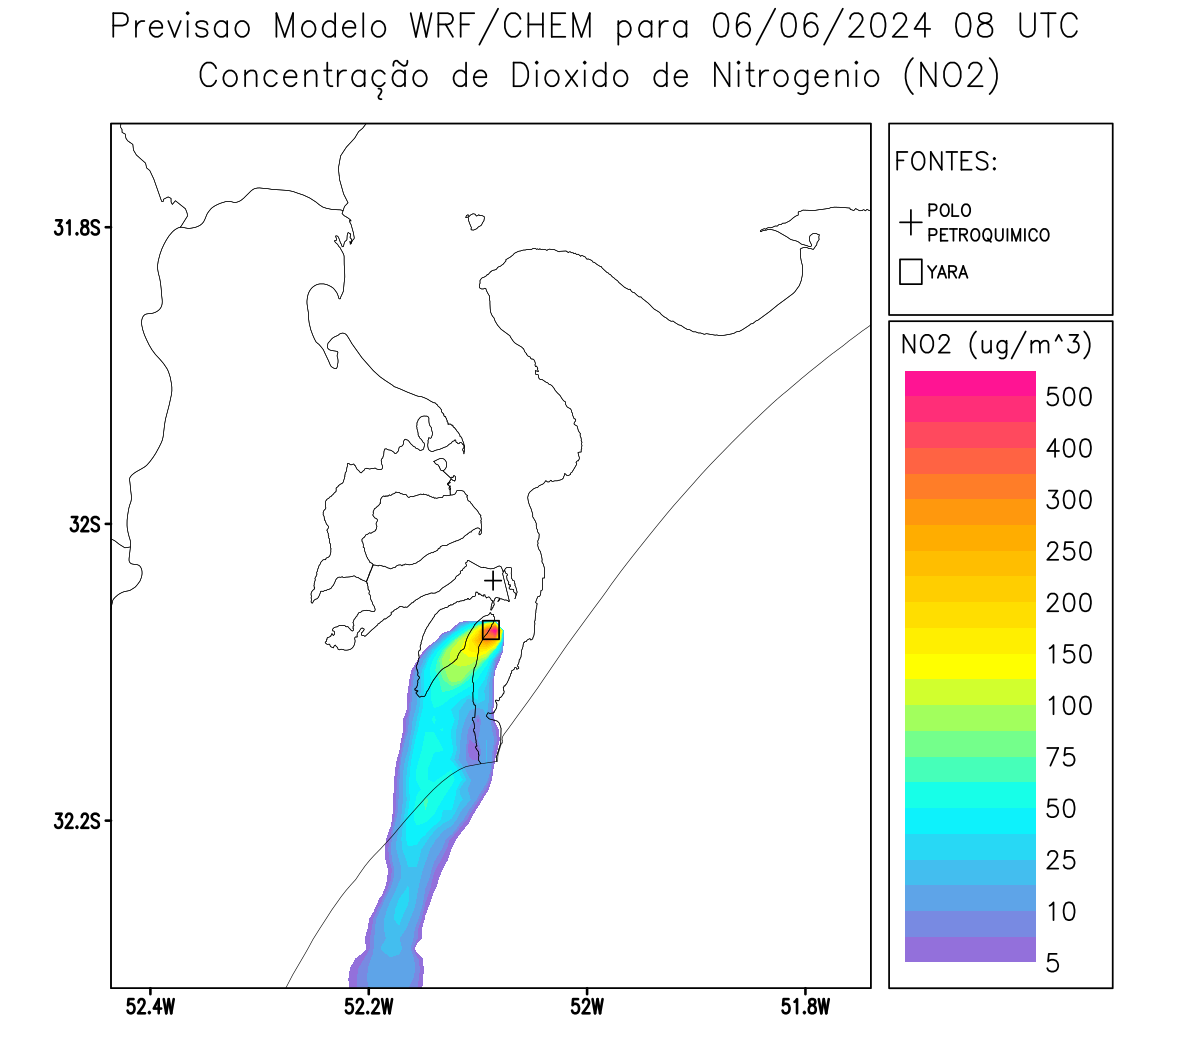 Previsao Modelo WRF/CHEM para 06/06/2024 08 UTC
Concentração de Dioxido de Nitrogenio (NO2)
FONTES:
POLO
PETROQUIMICO
YARA
NO2 (ug/m^3)
500
400
300
250
200
150
100
75
50
25
10
5
31.8S
32S
32.2S
52.4W
52.2W
52W
51.8W